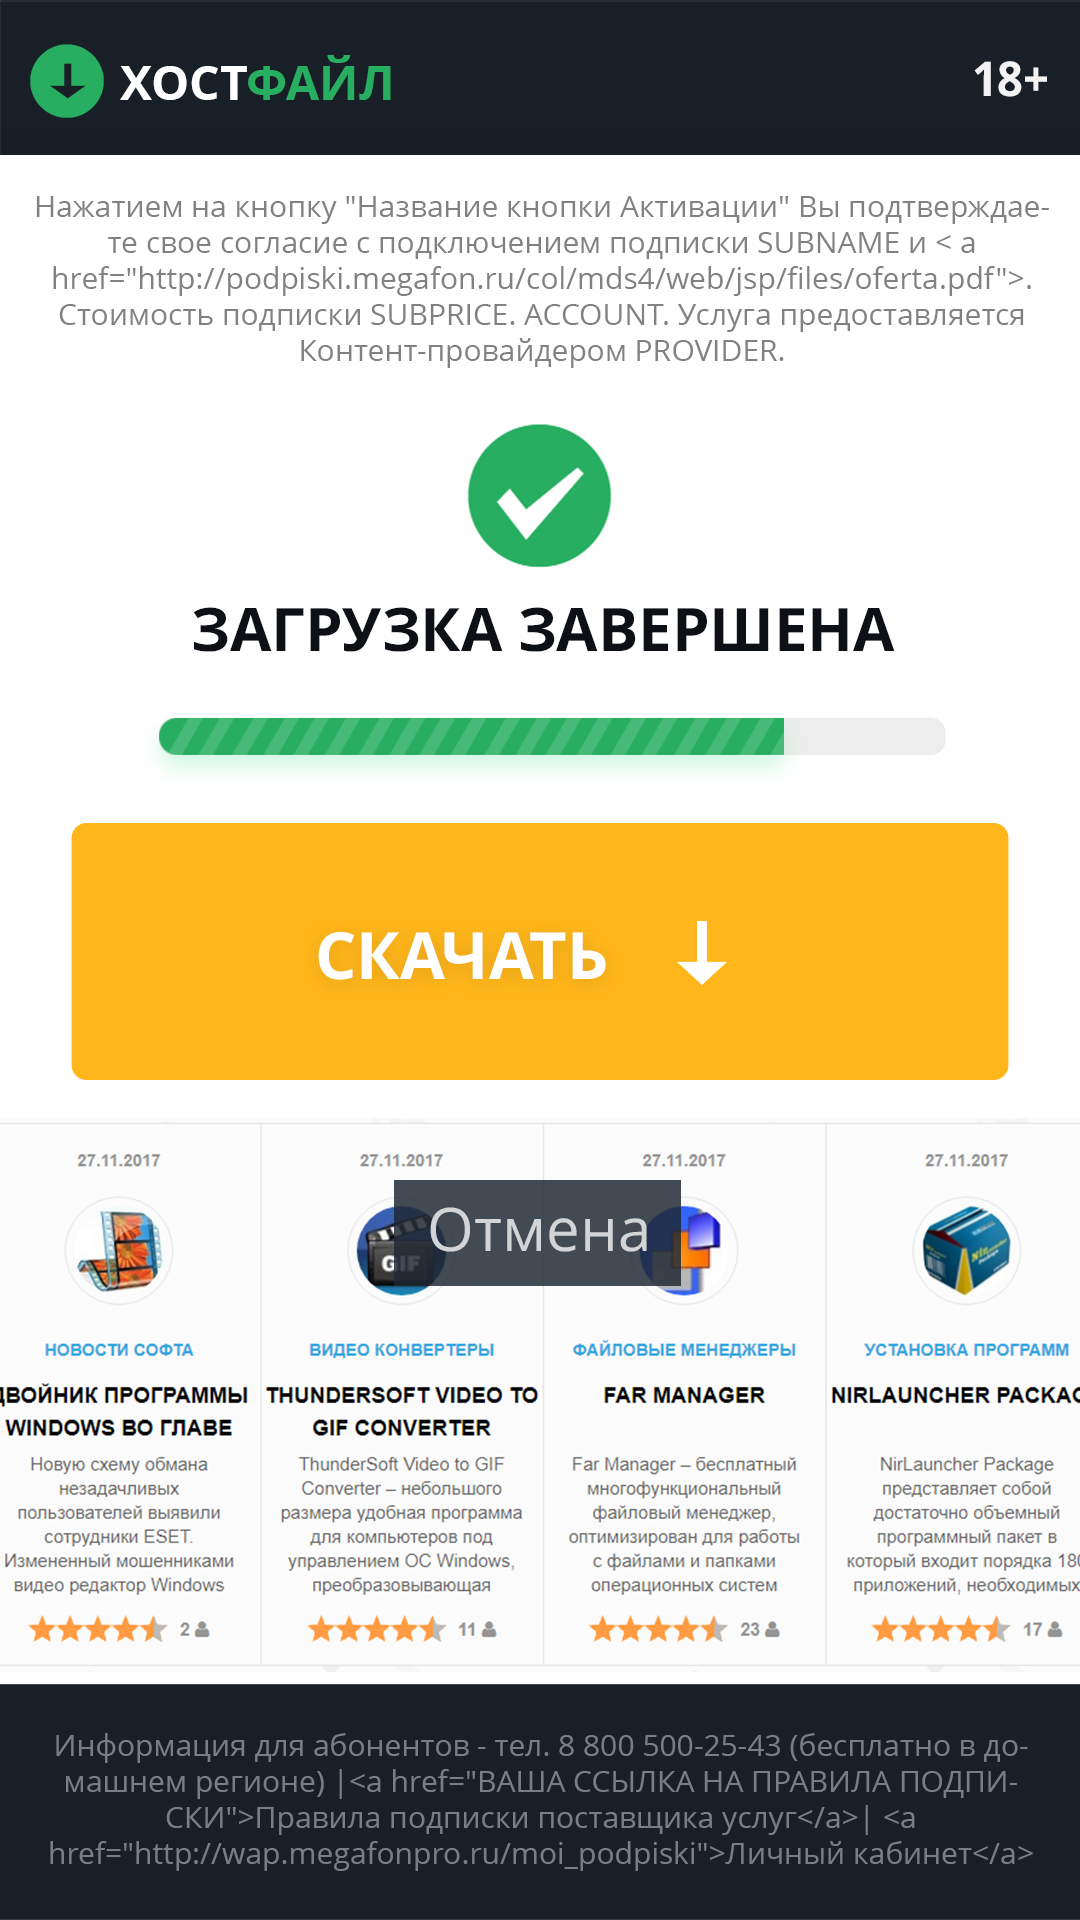 ХОСТФАЙЛ
18+
Нажатием на кнопку "Название кнопки Активации" Вы подтверждае-
те свое согласие с подключением подписки SUBNAME и < a
href="http://podpiski.megafon.ru/col/mds4/web/jsp/files/oferta.pdf">.
Стоимость подписки SUBPRICE. ACCOUNT. Услуга предоставляется
Контент-провайдером PROVIDER.
ЗАГРУЗКА ЗАВЕРШЕНА
СКАЧАТЬ
27.11.2017
НОВОСТИ СОФТА
ДВОЙНИК ПРОГРАММЫ
WINDOWS ВО ГЛАВЕ
Новую схему обмана
незадачливых
пользователей выявили
сотрудники ESET.
Измененный мошенниками
видео редактор Windows
2
27.11.2017
GIF
ВИДЕО КОНВЕРТЕРЫ
THUNDERSOFT VIDEO TO
GIF CONVERTER
ThunderSoft Video to GIF
Converter – небольшого
размера удобная программа
для компьютеров под
управлением ОС Windows,
преобразовывающая
11
Отмена
27.11.2017
ФАЙЛОВЫЕ МЕНЕДЖЕРЫ
FAR MANAGER
Far Manager – бесплатный
многофункциональный
файловый менеджер,
оптимизирован для работы
с файлами и папками
операционных систем
23
27.11.2017
УСТАНОВКА ПРОГРАММ
NIRLAUNCHER PACKAG
NirLauncher Package
представляет собой
достаточно объемный
программный пакет в
который входит порядка 180
приложений, необходимых
17
Информация для абонентов - тел. 8 800 500-25-43 (бесплатно в до-
машнем регионе) |<a href="ВАША ССЫЛКА НА ПРАВИЛА ПОДПИ-
СКИ">Правила подписки поставщика услуг</a>| <a
href="http://wap.megafonpro.ru/moi_podpiski">Личный кабинет</a>